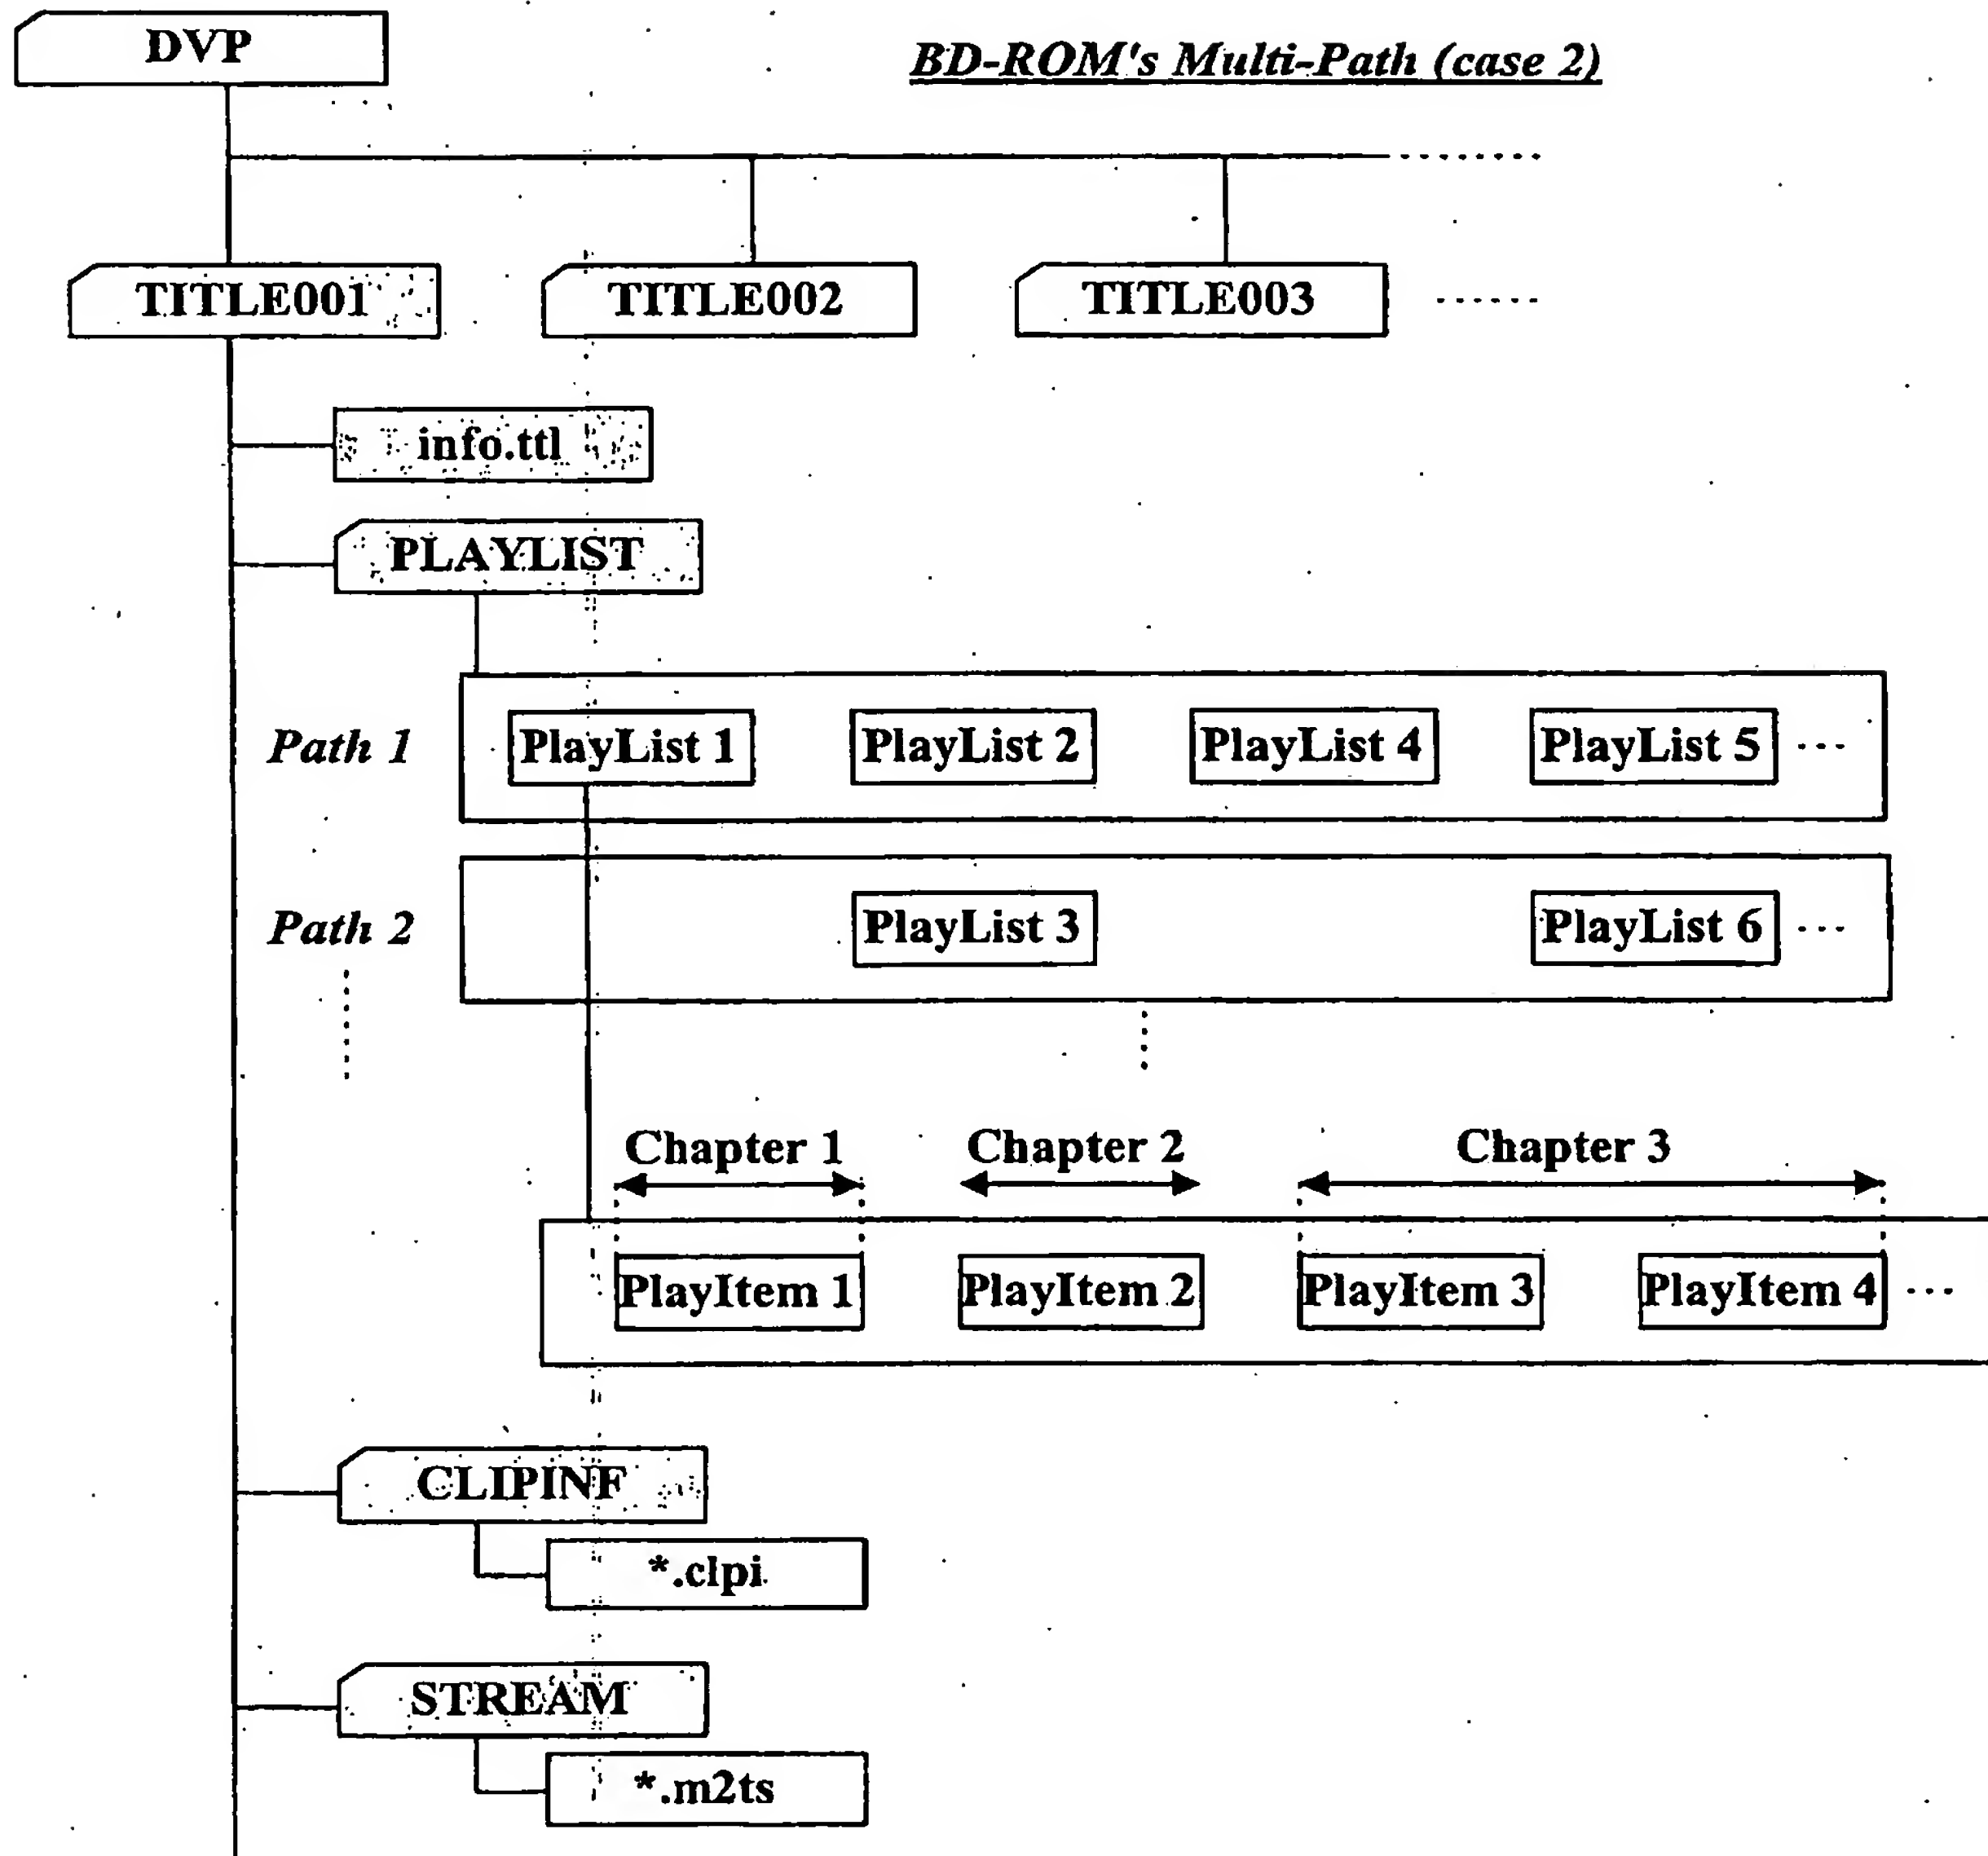 DVP
BD-ROM's Multi-Path (case 2)
TITLE001 TITLE002 TITLE003
info.ttl
PLAYLIST
Path 1 PlayList 1 PlayList 2 PlayList 4 PlayList 5
Path 2 PlayList 3 PlayList 6
Chapter 1 Chapter 2 Chapter 3
PlayItem 1 PlayItem 2 PlayItem 3 PlayItem 4
CLIPINF
*.clpi
STREAM
*.m2ts